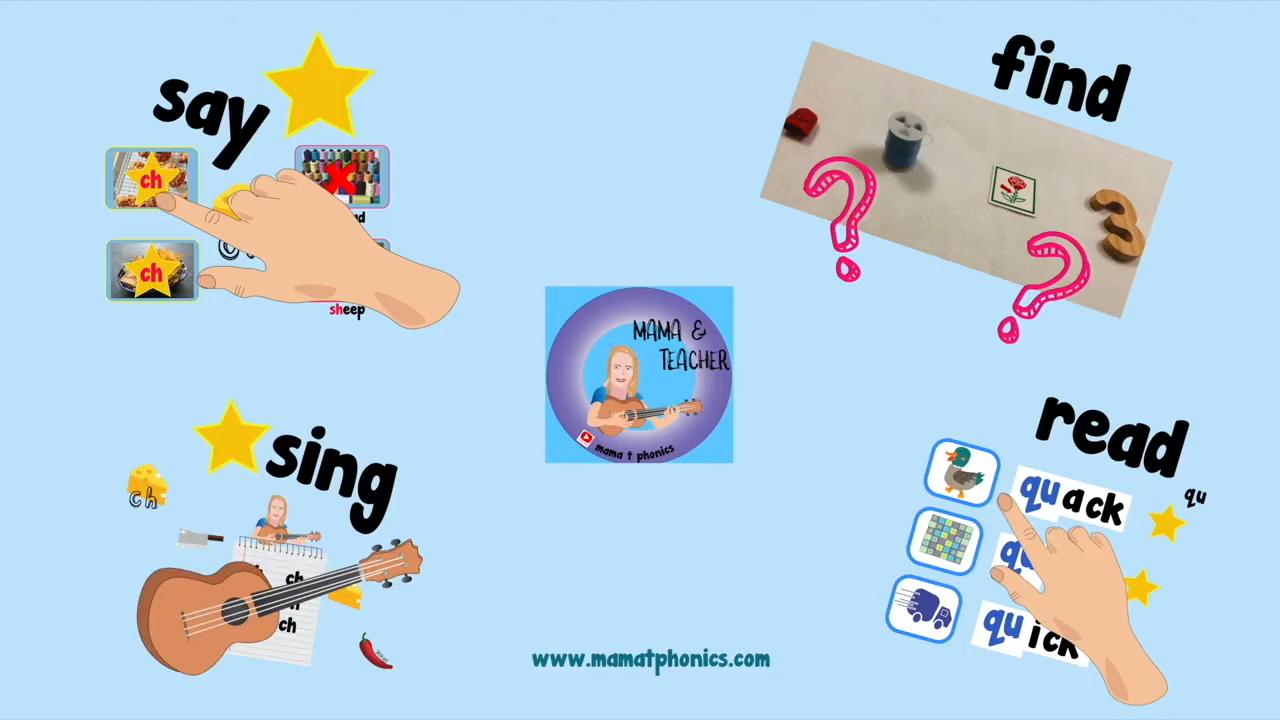 say
find
ch
ch
sheep
MAMA &
TEACHER
mama t phonics
sing
ch
ch
ch
read
qu
quack
qu
quick
www.mamatphonics.com